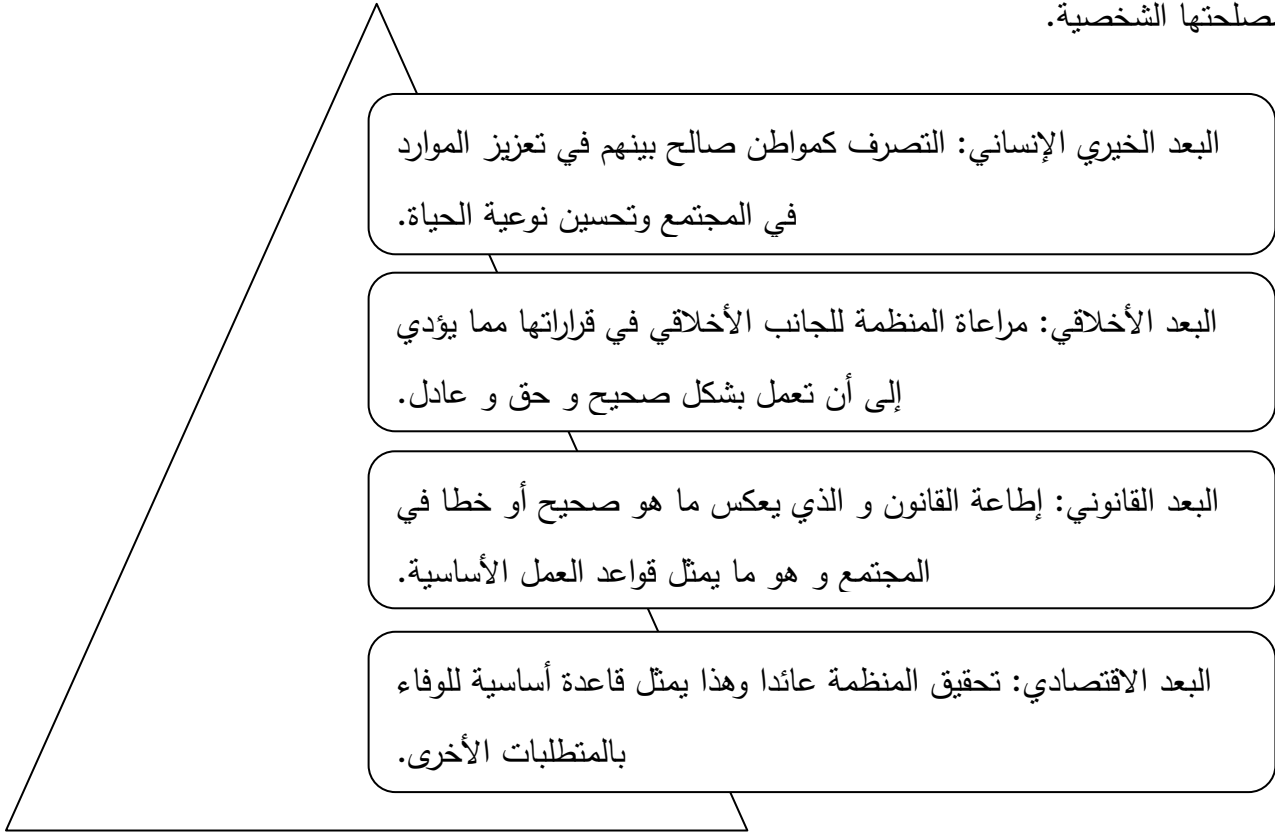 مصلحتها الشخصية.
البعد الخيري الإنساني: التصرف كمواطن صالح بينهم في تعزيز الموارد
في المجتمع وتحسين نوعية الحياة.
البعد الأخلاقي: مراعاة المنظمة للجانب الأخلاقي في قراراتها مما يؤدي
إلى أن تعمل بشكل صحيح و حق و عادل.
البعد القانوني: إطاعة القانون و الذي يعكس ما هو صحيح أو خطا في
المجتمع و هو ما يمثل قواعد العمل الأساسية.
البعد الاقتصادي: تحقيق المنظمة عائدا وهذا يمثل قاعدة أساسية للوفاء
بالمتطلبات الأخرى.